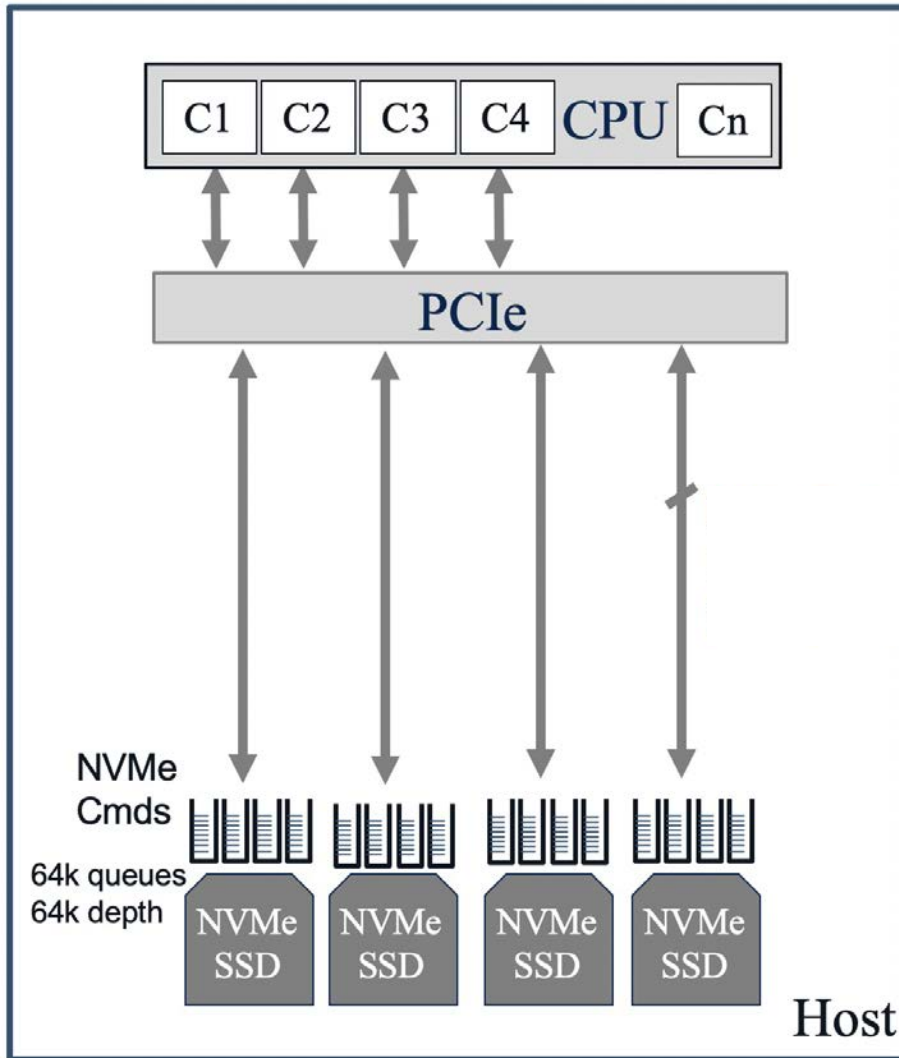 C1 C2 C3 C4 CPU Cn
PCIe
NVMe
Cmds
64k queues
64k depth
NVMe
SSD
NVMe
SSD
NVMe
SSD
NVMe
SSD
Host